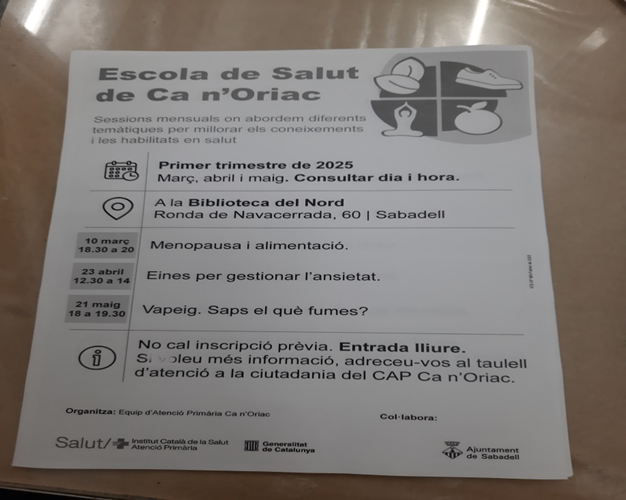 Escola de Salut
de Ca n'Oriac
Sessions mensuals on abordem diferents
temàtiques per millorar els coneixements
i les habilitats en salut
Primer trimestre de 2025
Març, abril i maig. Consultar dia i hora.
A la Biblioteca del Nord
Ronda de Navacerrada, 60 | Sabadell
10 març
18.30 a 20
Menopausa i alimentació.
23 abril
12.30 a 14
Eines per gestionar l'ansietat.
21 maig
18 a 19.30
Vapeig. Saps el què fumes?
No cal inscripció prèvia. Entrada lliure.
Si voleu més informació, adreceu-vos al taulell
d'atenció a la ciutadania del CAP Ca n'Oriac.
Organitza: Equip d'Atenció Primària Ca n'Oriac
Col·labora:
Salut/ Institut Català de la Salut
Atenció Primària
Generalitat
de Catalunya
Ajuntament
de Sabadell